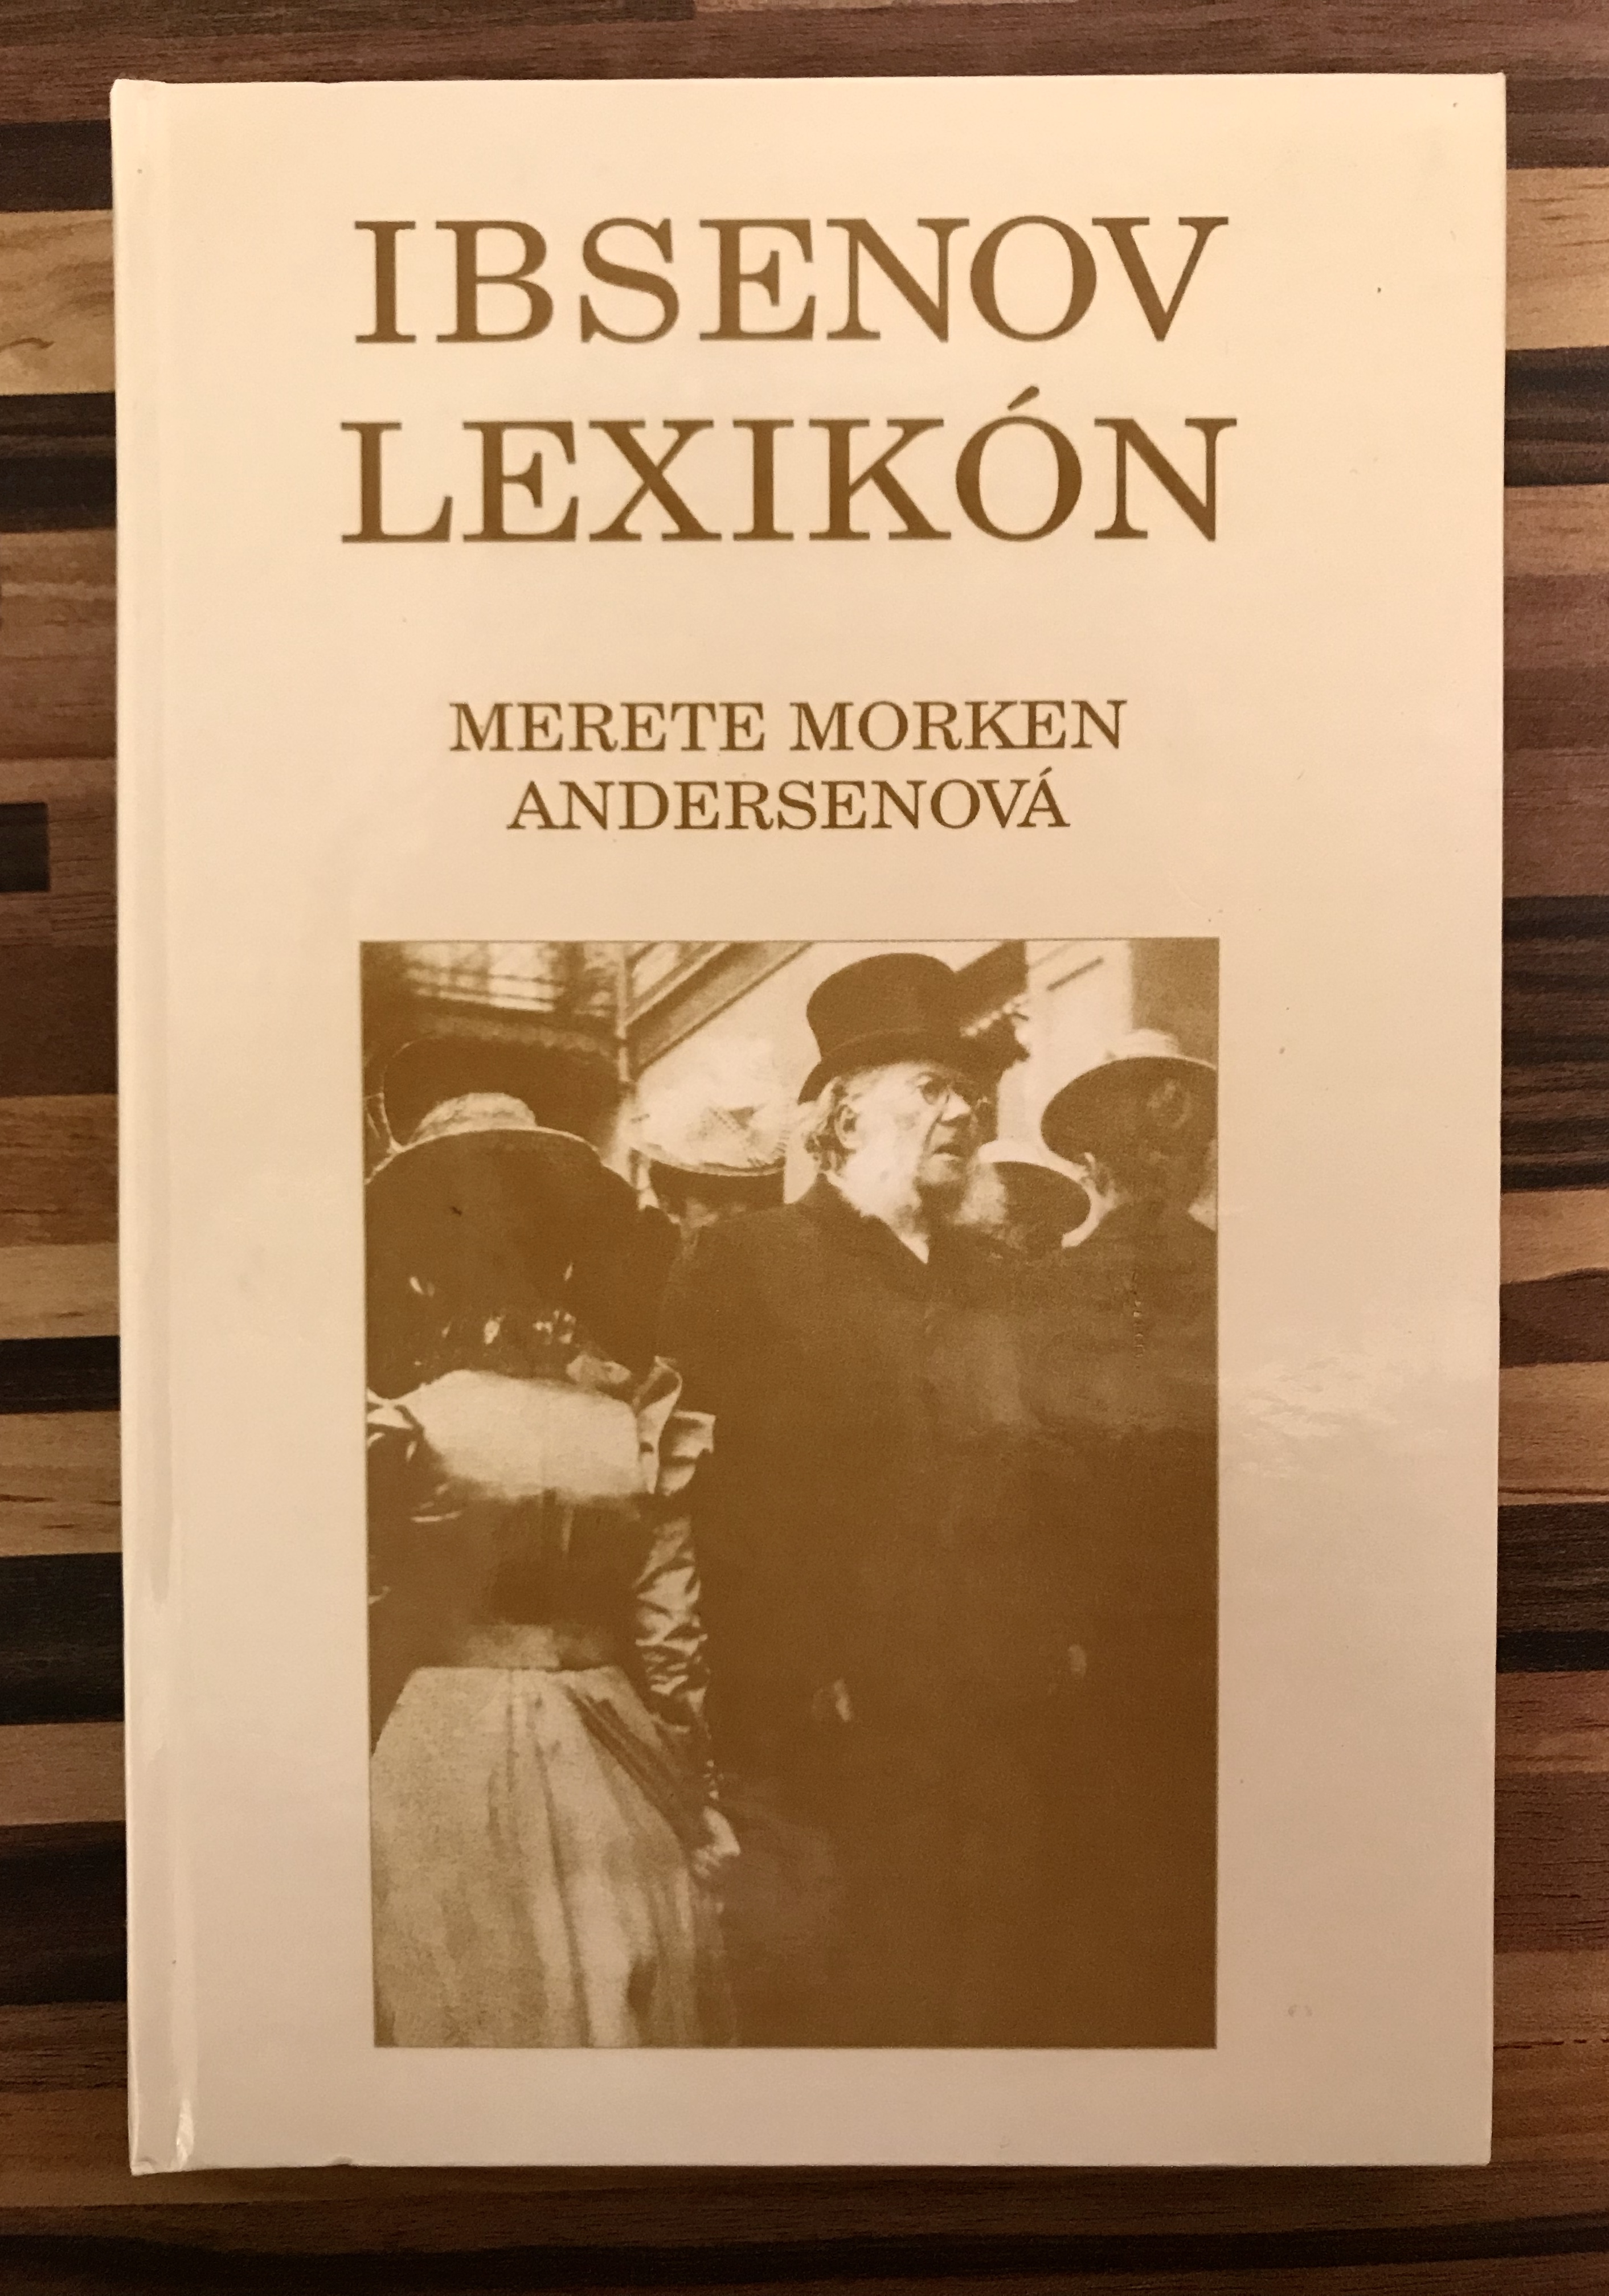 IBSENOV
LEXIKÓN
MERETE MORKEN
ANDERSENOVÁ